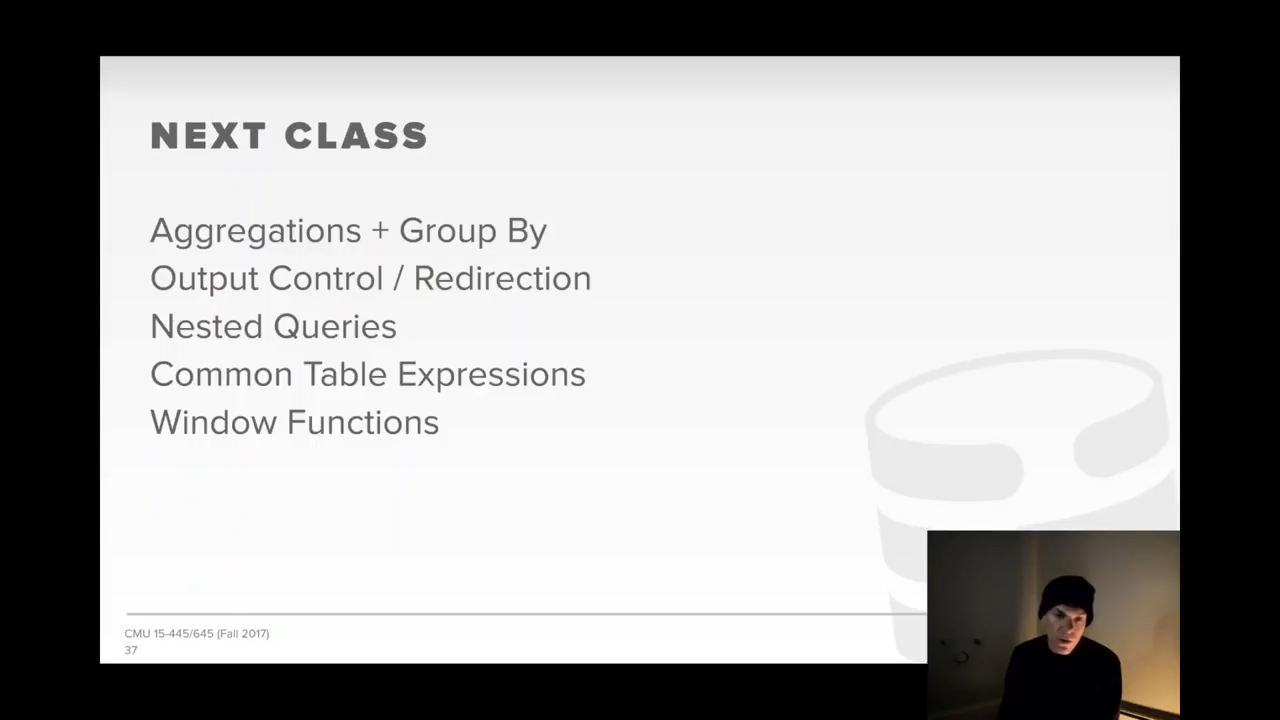 NEXT CLASS
Aggregations + Group By
Output Control / Redirection
Nested Queries
Common Table Expressions
Window Functions
CMU 15-445/645 (Fall 2017)
37